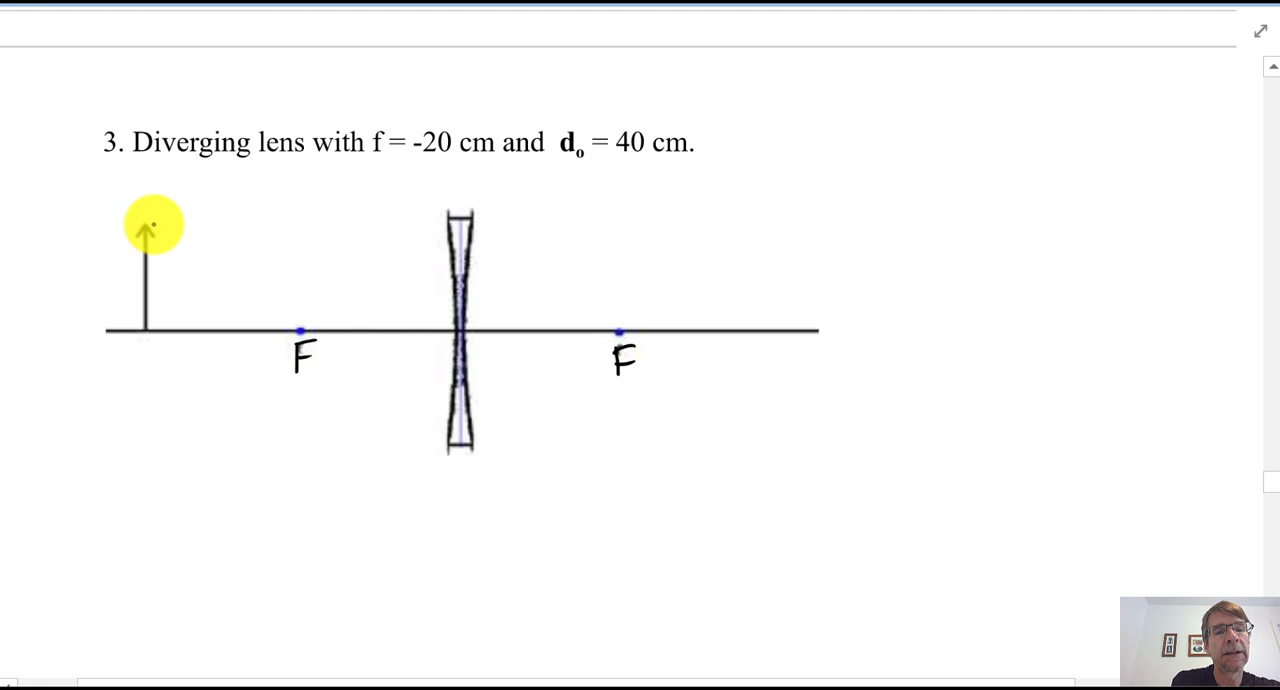 3. Diverging lens with f = -20 cm and dₒ = 40 cm.
F
F